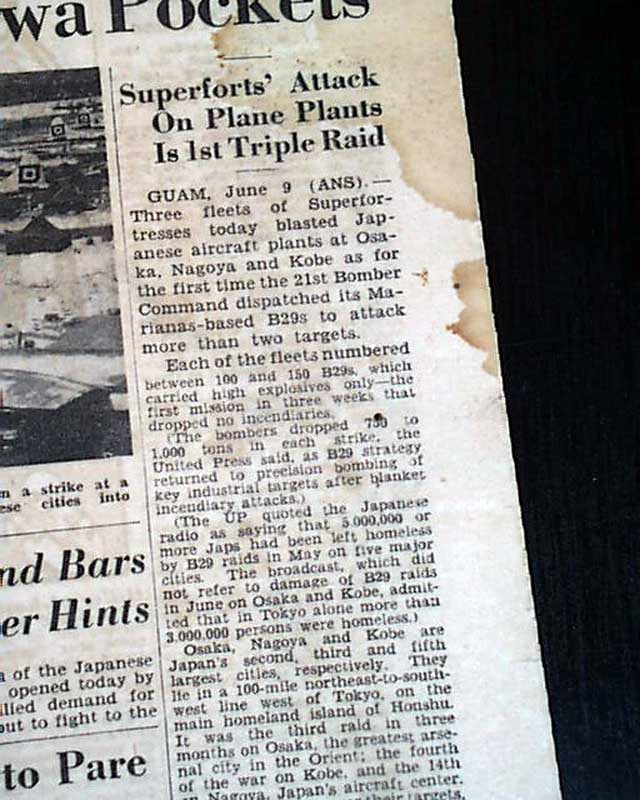 wa Pockets
Superforts' Attack
On Plane Plants
Is 1st Triple Raid
GUAM, June 9 (ANS).—
Three fleets of Superfor-
tresses today blasted Jap-
anese aircraft plants at Osa-
ka, Nagoya and Kobe as for
the first time the 21st Bomber
Command dispatched its Ma-
rianas-based B29s to attack
more than two targets.
Each of the fleets numbered
between 100 and 150 B29s, which
carried high explosives only—the
first mission in three weeks that
dropped no incendiaries.
(The bombers dropped 750 to
1,000 tons in each strike, the
United Press said, as B29 strategy
returned to precision bombing of
key industrial targets after blanket
incendiary attacks.)
(The UP quoted the Japanese
radio as saying that 5,000,000 or
more Japs had been left homeless
by B29 raids in May on five major
cities. The broadcast, which did
not refer to damage of B29 raids
in June on Osaka and Kobe, admit-
ted that in Tokyo alone more than
3,000,000 persons were homeless.)
Osaka, Nagoya and Kobe are
Japan's second, third and fifth
largest cities, respectively. They
lie in a 100-mile northeast-to-south-
west line west of Tokyo, on the
main homeland island of Honshu.
It was the third raid in three
months on Osaka, the greatest arse-
nal city in the Orient; the fourth
of the war on Kobe, and the 14th
on Nagoya, Japan's aircraft center.
their targets,
m a strike at a
ese cities into
nd Bars
er Hints
a of the Japanese
opened today by
llied demand for
out to fight to the
to Pare